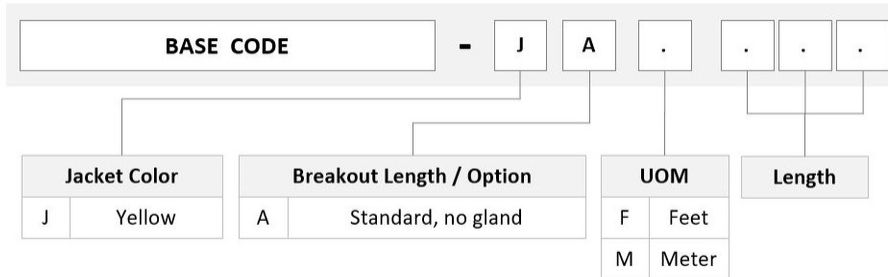 BASE CODE - J A . . . .
Jacket Color Breakout Length / Option UOM Length
J Yellow A Standard, no gland F Feet
M Meter